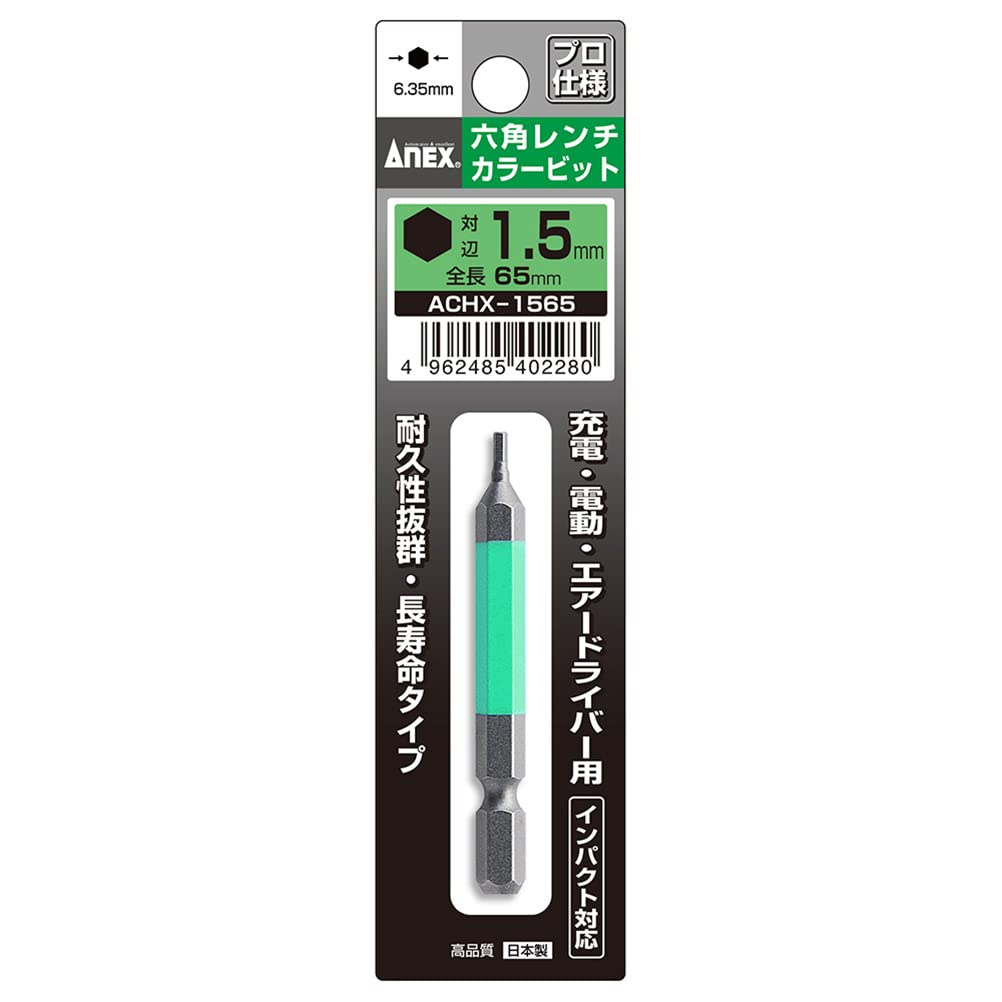 6.35mm
プロ
仕様
ANEX®
六角レンチ
カラービット
対辺 1.5mm
全長 65mm
ACHX-1565
4 962485 402280
耐久性抜群・長寿命タイプ
充電・電動・エアードライバー用
インパクト対応
高品質 日本製